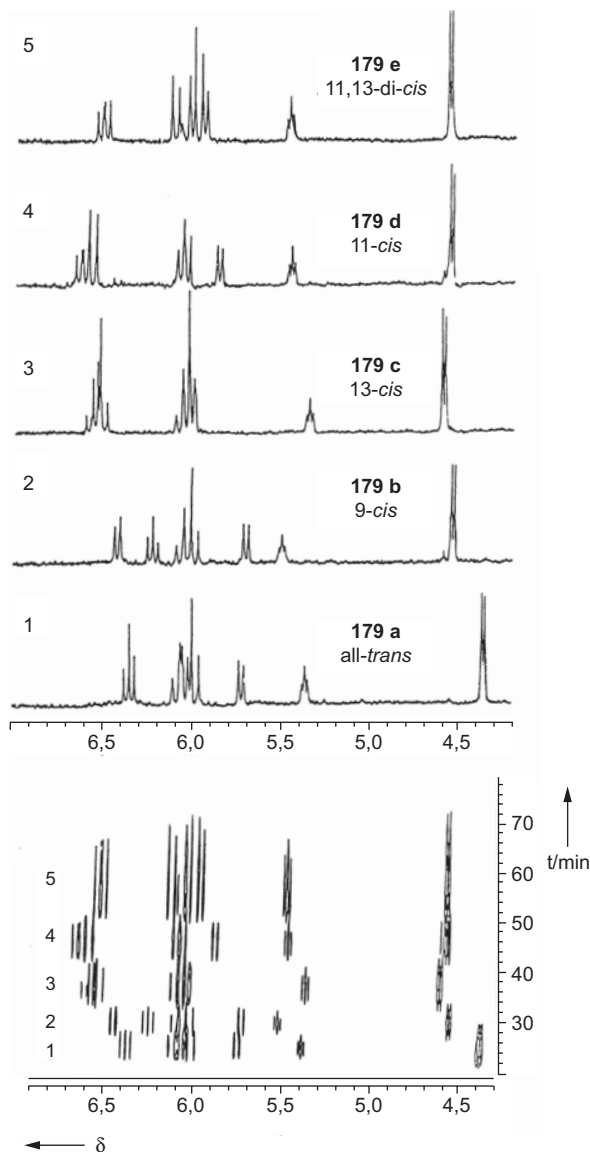 5
179 e
11,13-di-cis
4
179 d
11-cis
3
179 c
13-cis
2
179 b
9-cis
1
179 a
all-trans
6,5 6,0 5,5 5,0 4,5
70
t/min
5
50
4
40
3
2
30
1
6,5 6,0 5,5 5,0 4,5
δ